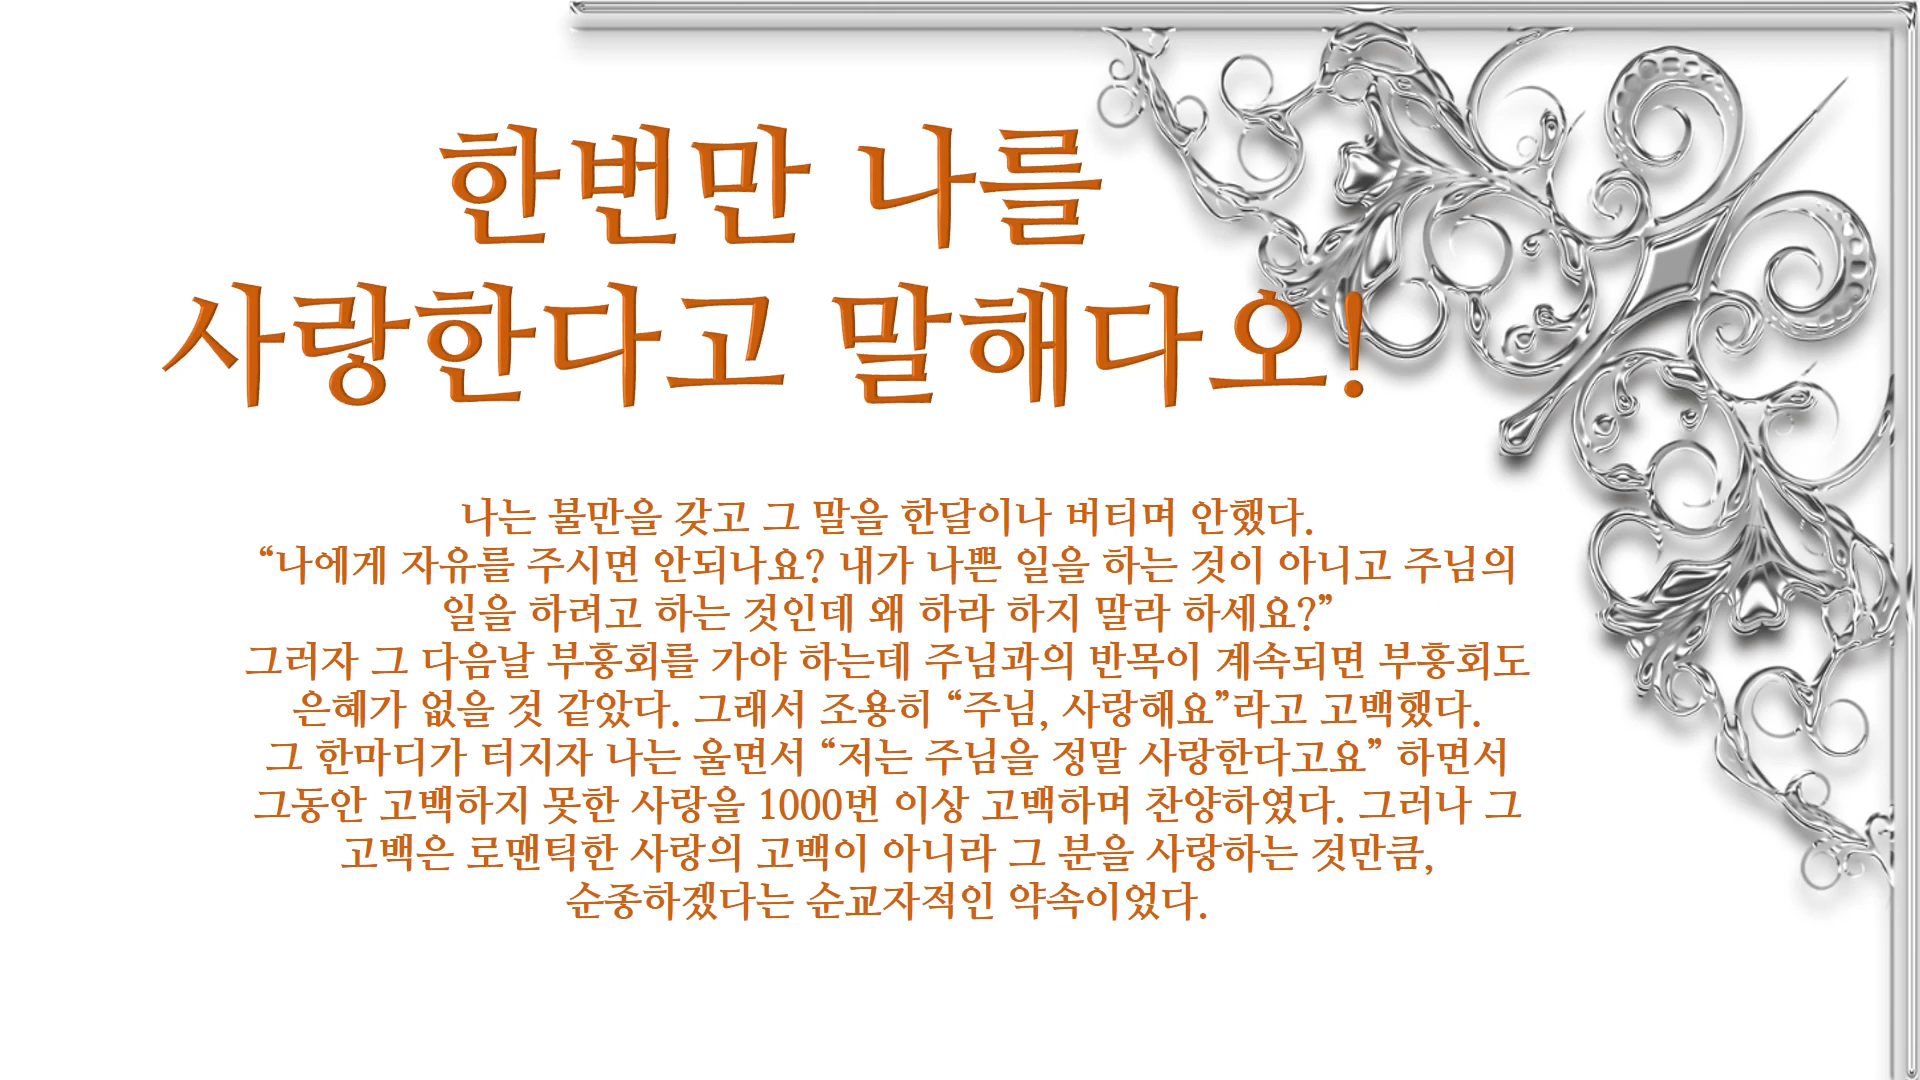 한번만 나를
사랑한다고 말해다오!
나는 불만을 갖고 그 말을 한달이나 버티며 안했다.
“나에게 자유를 주시면 안되나요? 내가 나쁜 일을 하는 것이 아니고 주님의
일을 하려고 하는 것인데 왜 하라 하지 말라 하세요?”
그러자 그 다음날 부흥회를 가야 하는데 주님과의 반목이 계속되면 부흥회도
은혜가 없을 것 같았다. 그래서 조용히 “주님, 사랑해요”라고 고백했다.
그 한마디가 터지자 나는 울면서 “저는 주님을 정말 사랑한다고요” 하면서
그동안 고백하지 못한 사랑을 1000번 이상 고백하며 찬양하였다. 그러나 그
고백은 로맨틱한 사랑의 고백이 아니라 그 분을 사랑하는 것만큼,
순종하겠다는 순교자적인 약속이었다.